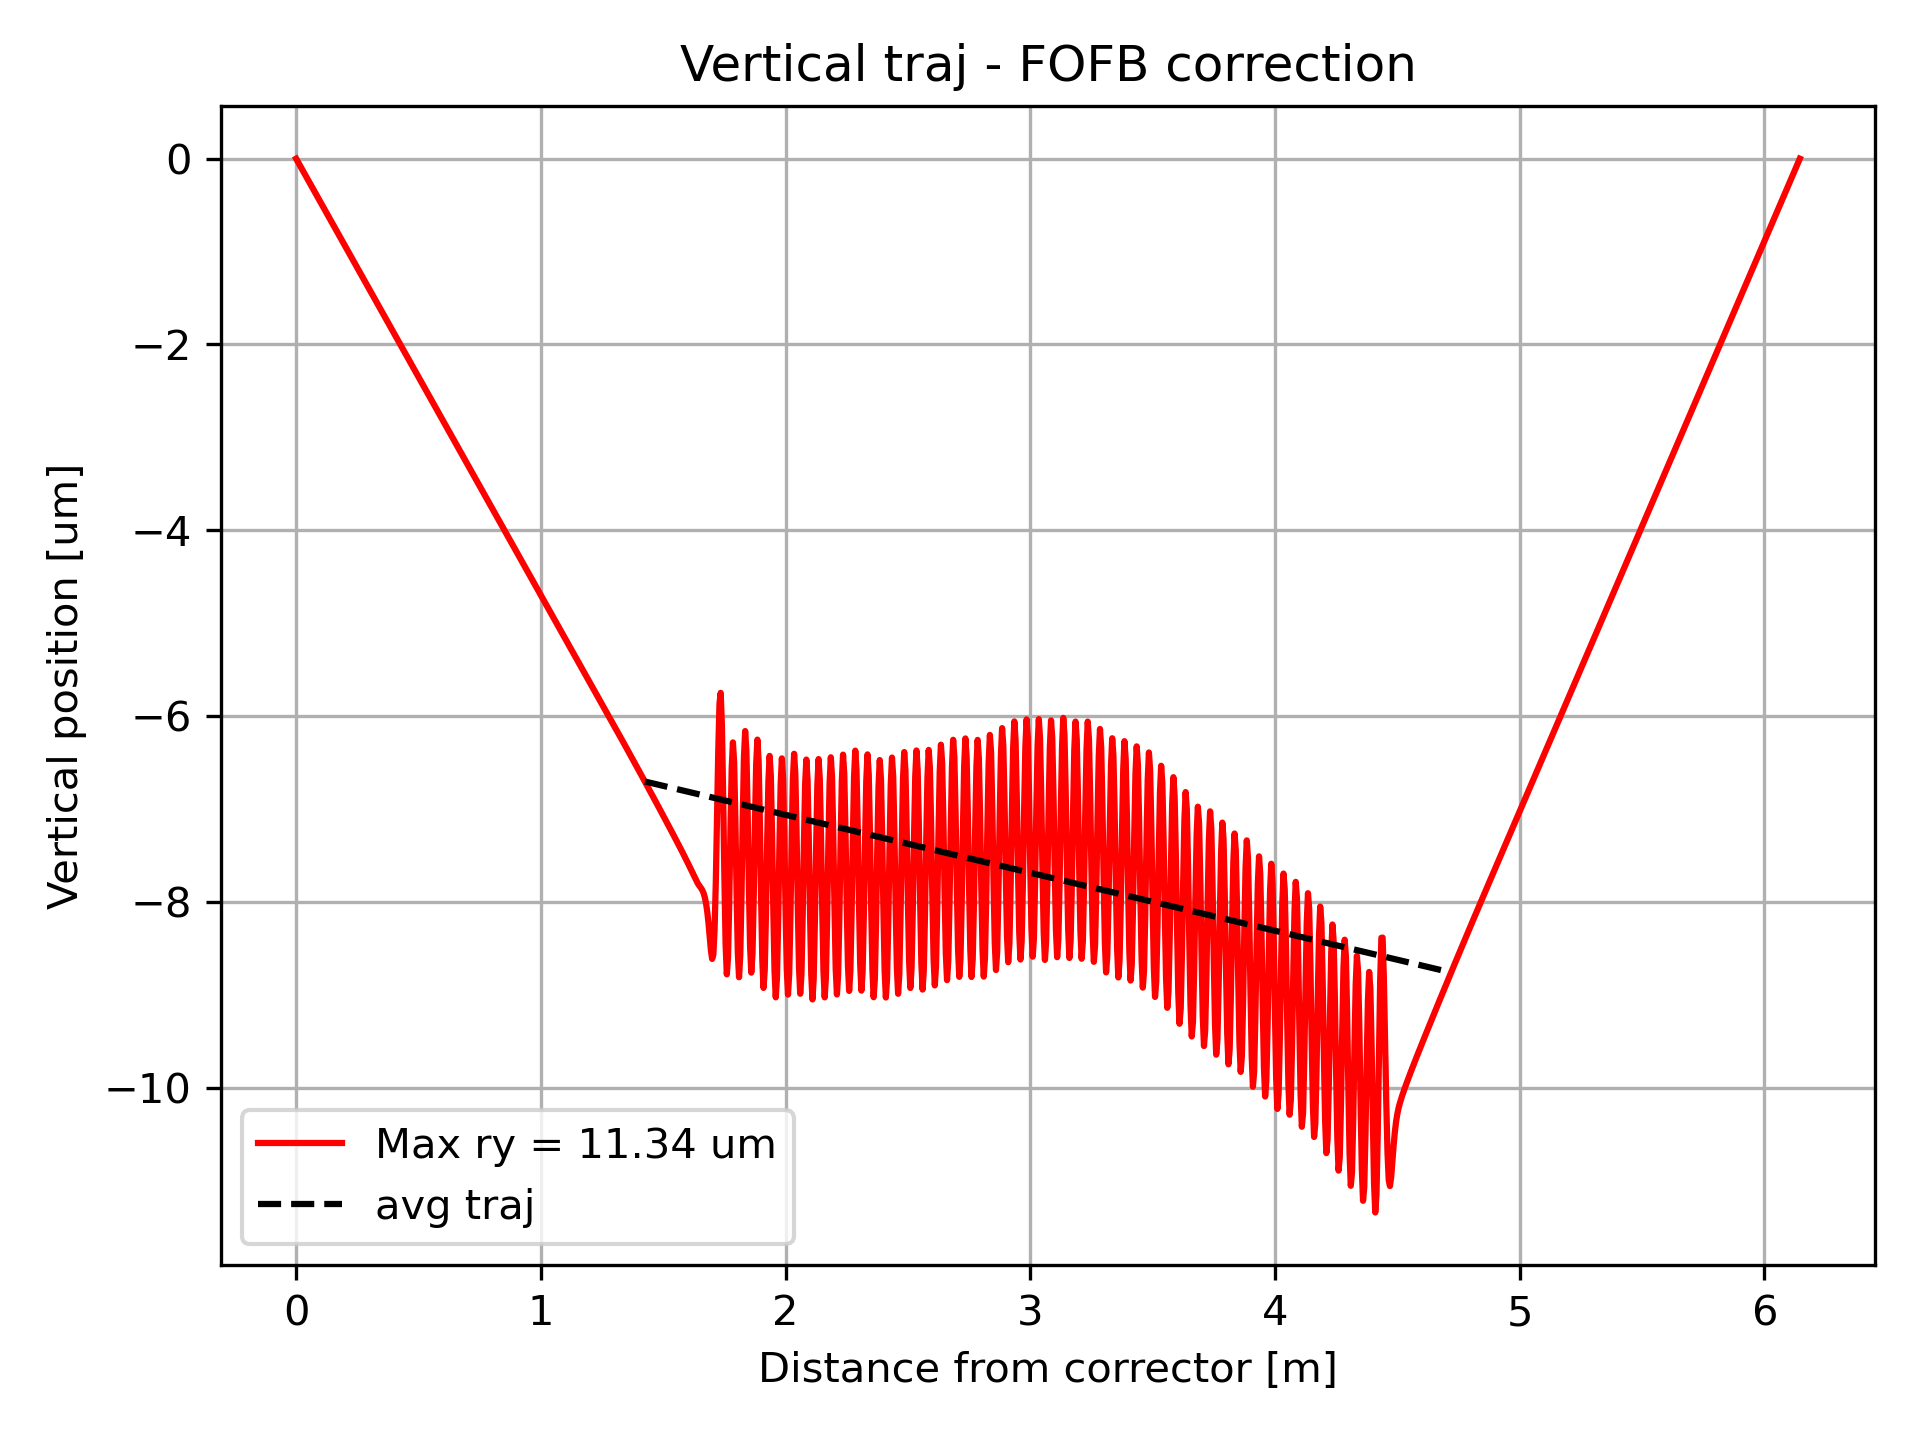 Vertical traj - FOFB correction
Vertical position [um]
0
−2
−4
−6
−8
−10
Max ry = 11.34 um
avg traj
0 1 2 3 4 5 6
Distance from corrector [m]